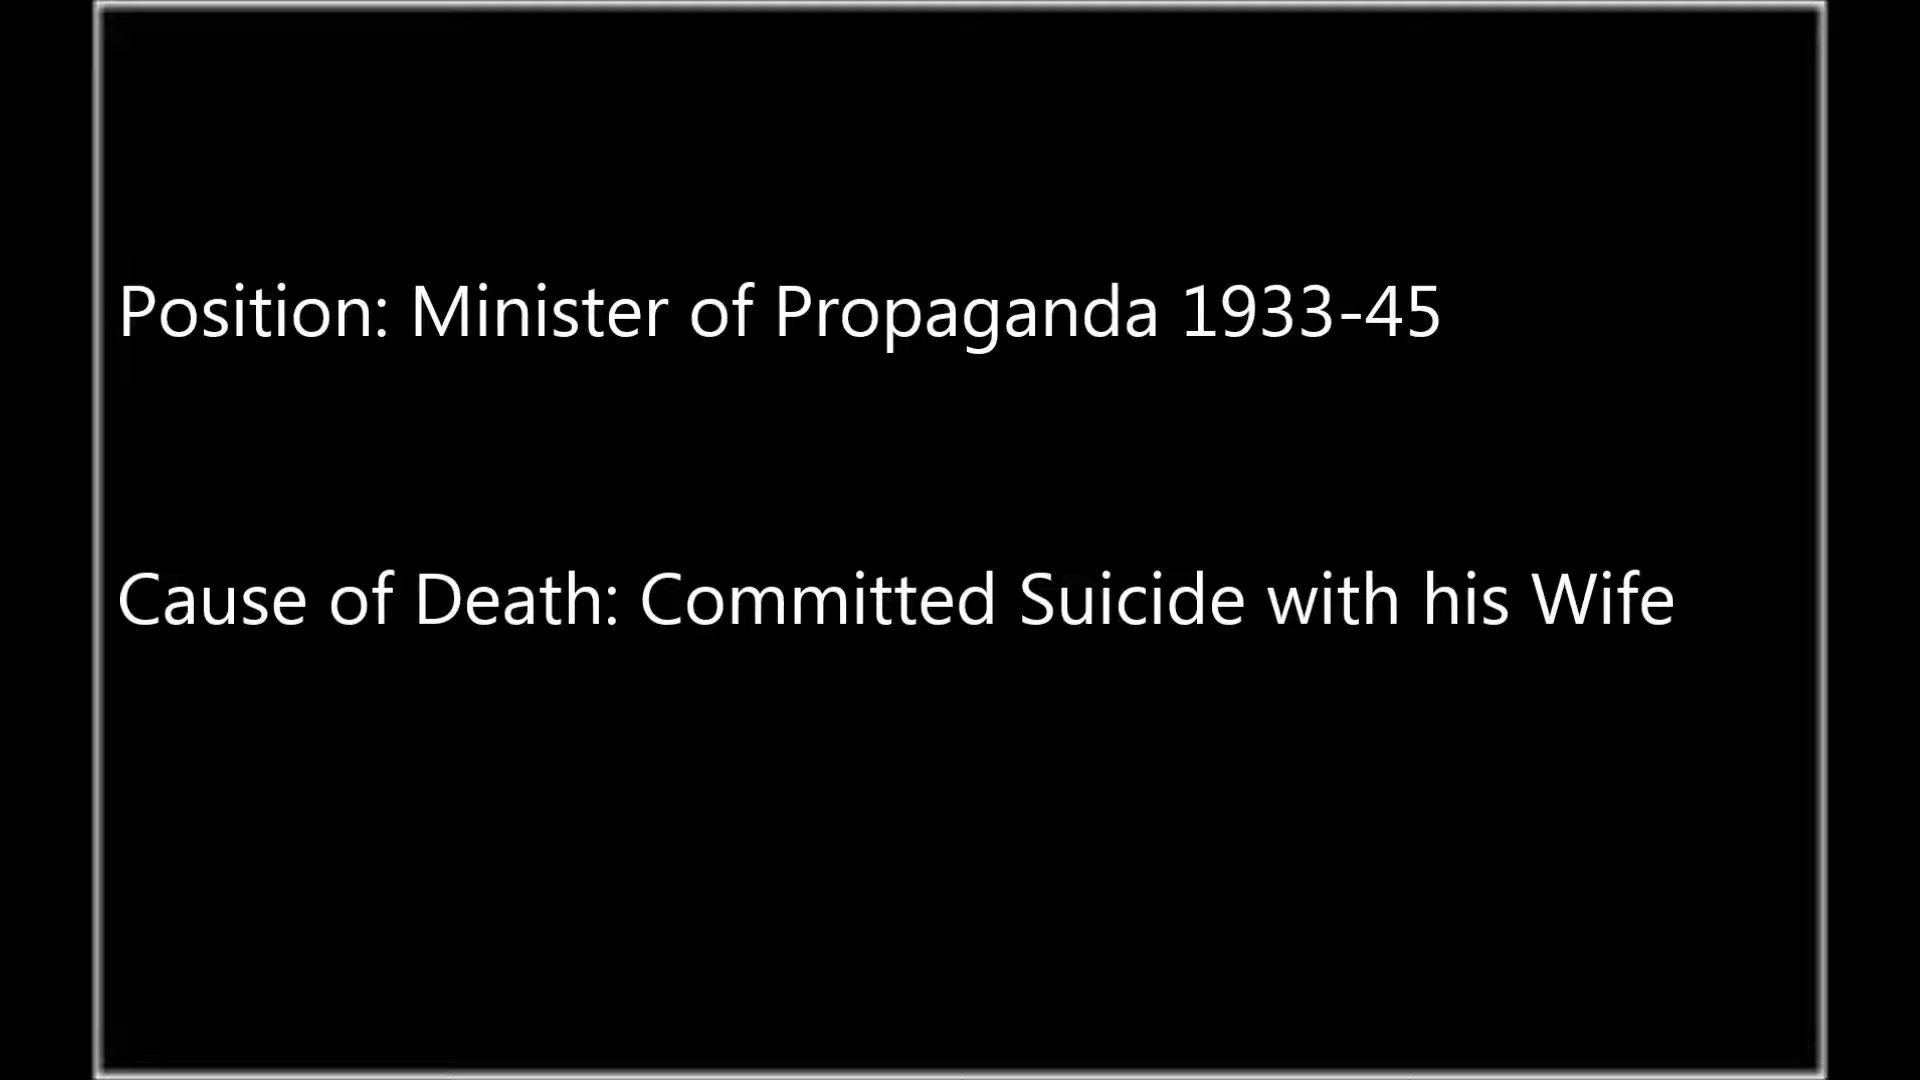 Position: Minister of Propaganda 1933-45
Cause of Death: Committed Suicide with his Wife